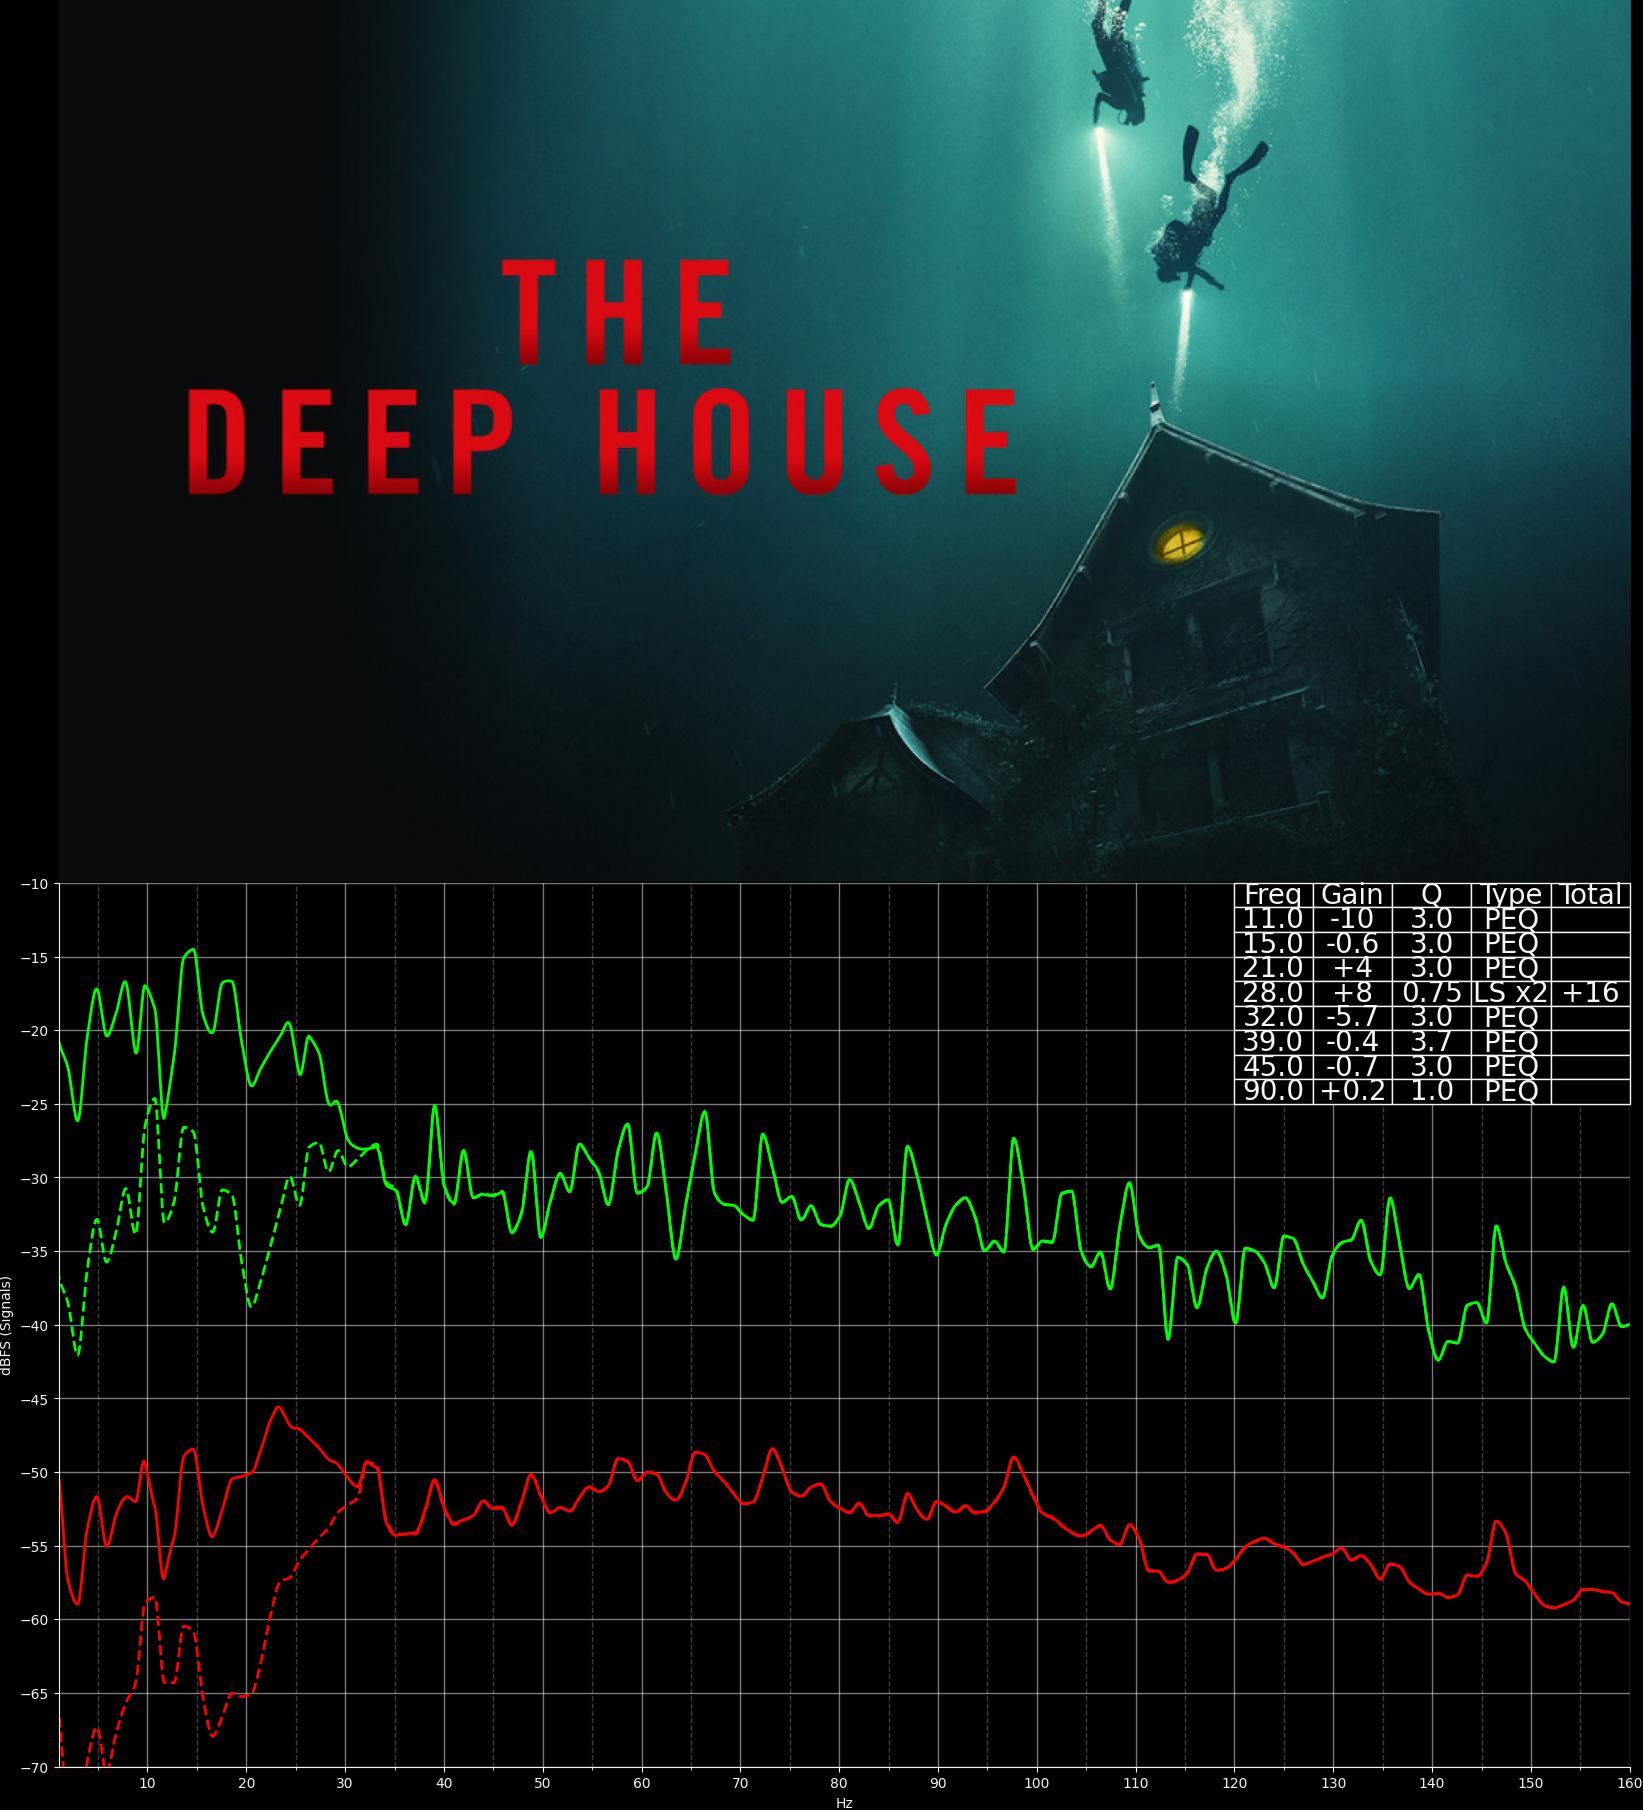 THE
DEEP HOUSE
Freq Gain Q Type Total
11.0 -10 3.0 PEQ
15.0 -0.6 3.0 PEQ
21.0 +4 3.0 PEQ
28.0 +8 0.75 LS x2 +16
32.0 -5.7 3.0 PEQ
39.0 -0.4 3.7 PEQ
45.0 -0.7 3.0 PEQ
90.0 +0.2 1.0 PEQ
−10
−15
−20
−25
−30
−35
−40
−45
−50
−55
−60
−65
−70
dBFS (Signals)
10 20 30 40 50 60 70 80 90 100 110 120 130 140 150 160
Hz